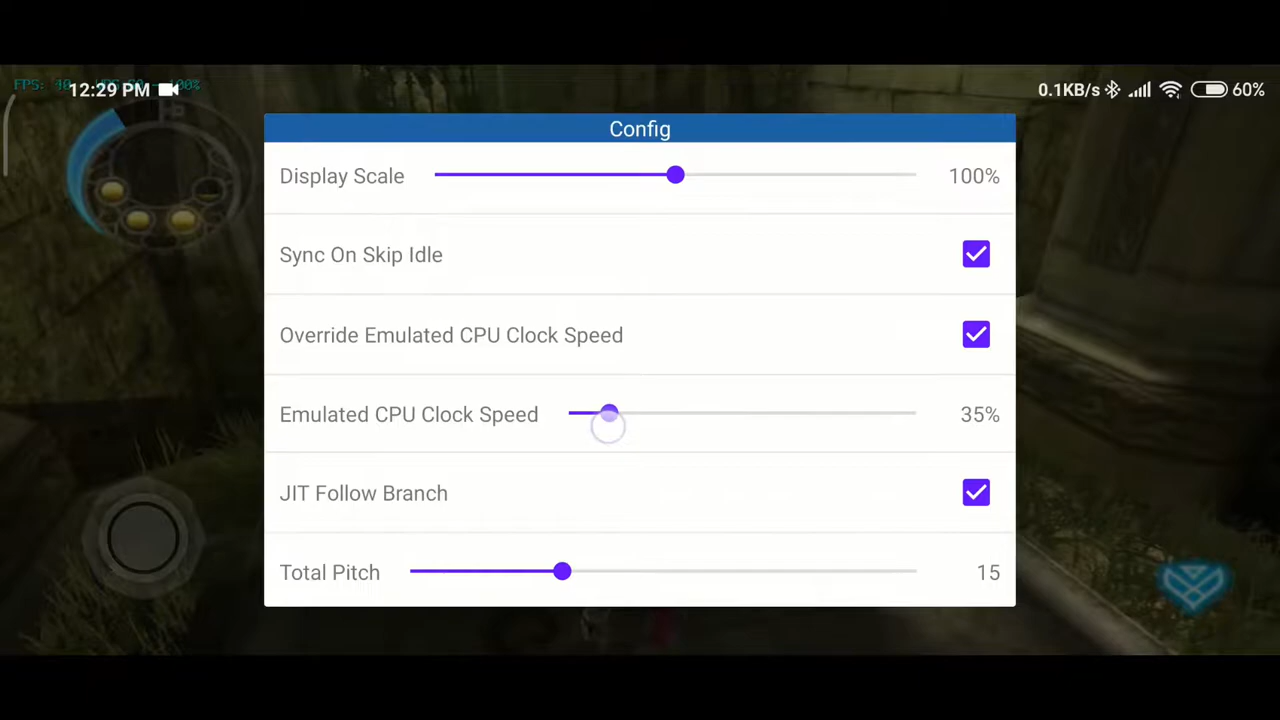 12:29 PM
0.1KB/s 60%
Config
Display Scale 100%
Sync On Skip Idle
Override Emulated CPU Clock Speed
Emulated CPU Clock Speed 35%
JIT Follow Branch
Total Pitch 15